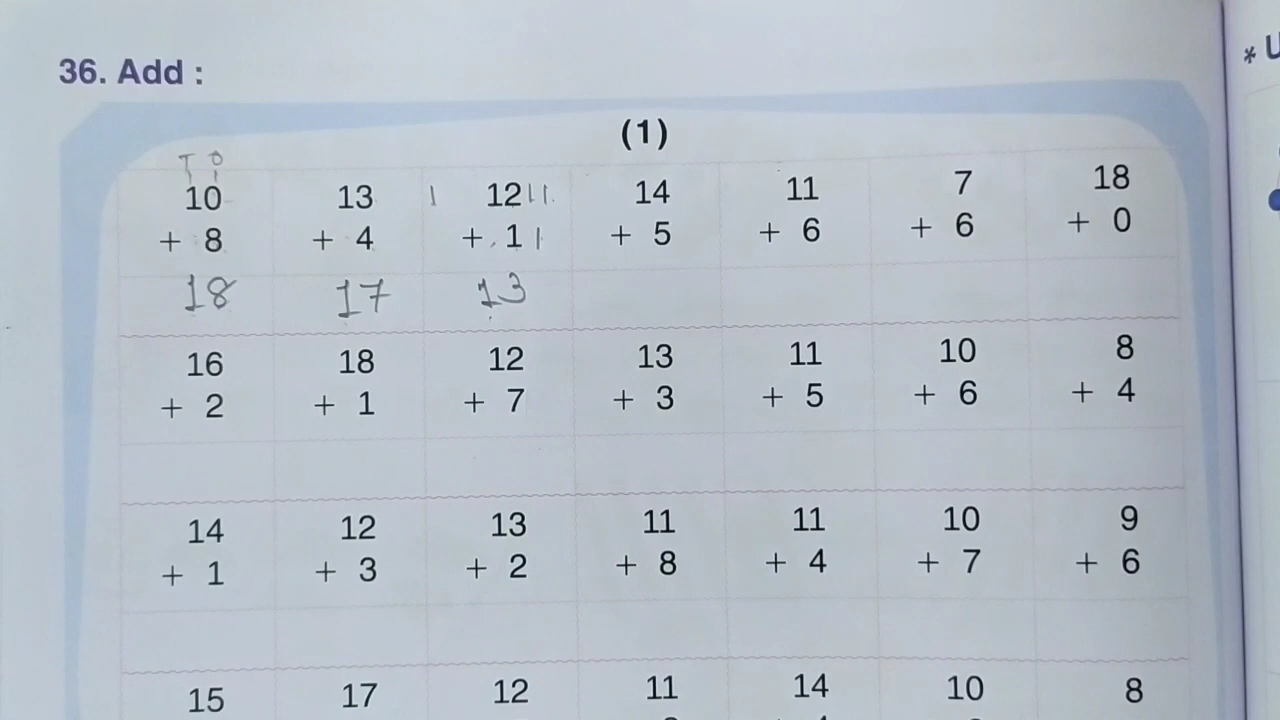 36. Add :
* U
(1)
T O
10 13 | 12 || 14 11 7 18
+ 8 + 4 + 1 | + 5 + 6 + 6 + 0
18 17 13
16 18 12 13 11 10 8
+ 2 + 1 + 7 + 3 + 5 + 6 + 4
14 12 13 11 11 10 9
+ 1 + 3 + 2 + 8 + 4 + 7 + 6
15 17 12 11 14 10 8